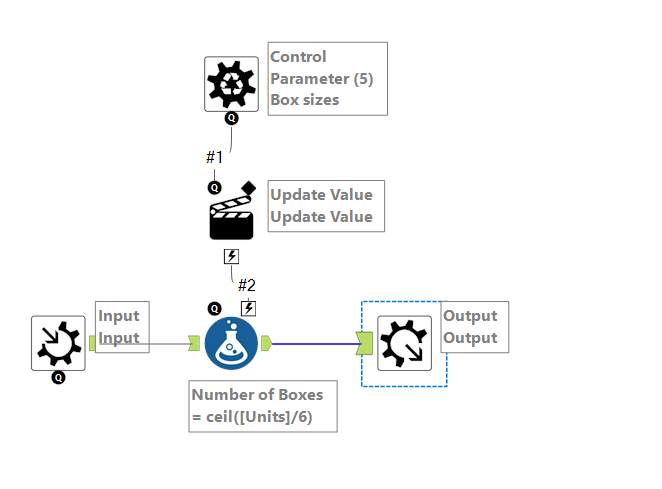 Control
Parameter (5)
Box sizes
Q
#1
Q
Update Value
Update Value
#2
Q
Input
Input
Q
Output
Output
Number of Boxes
= ceil([Units]/6)